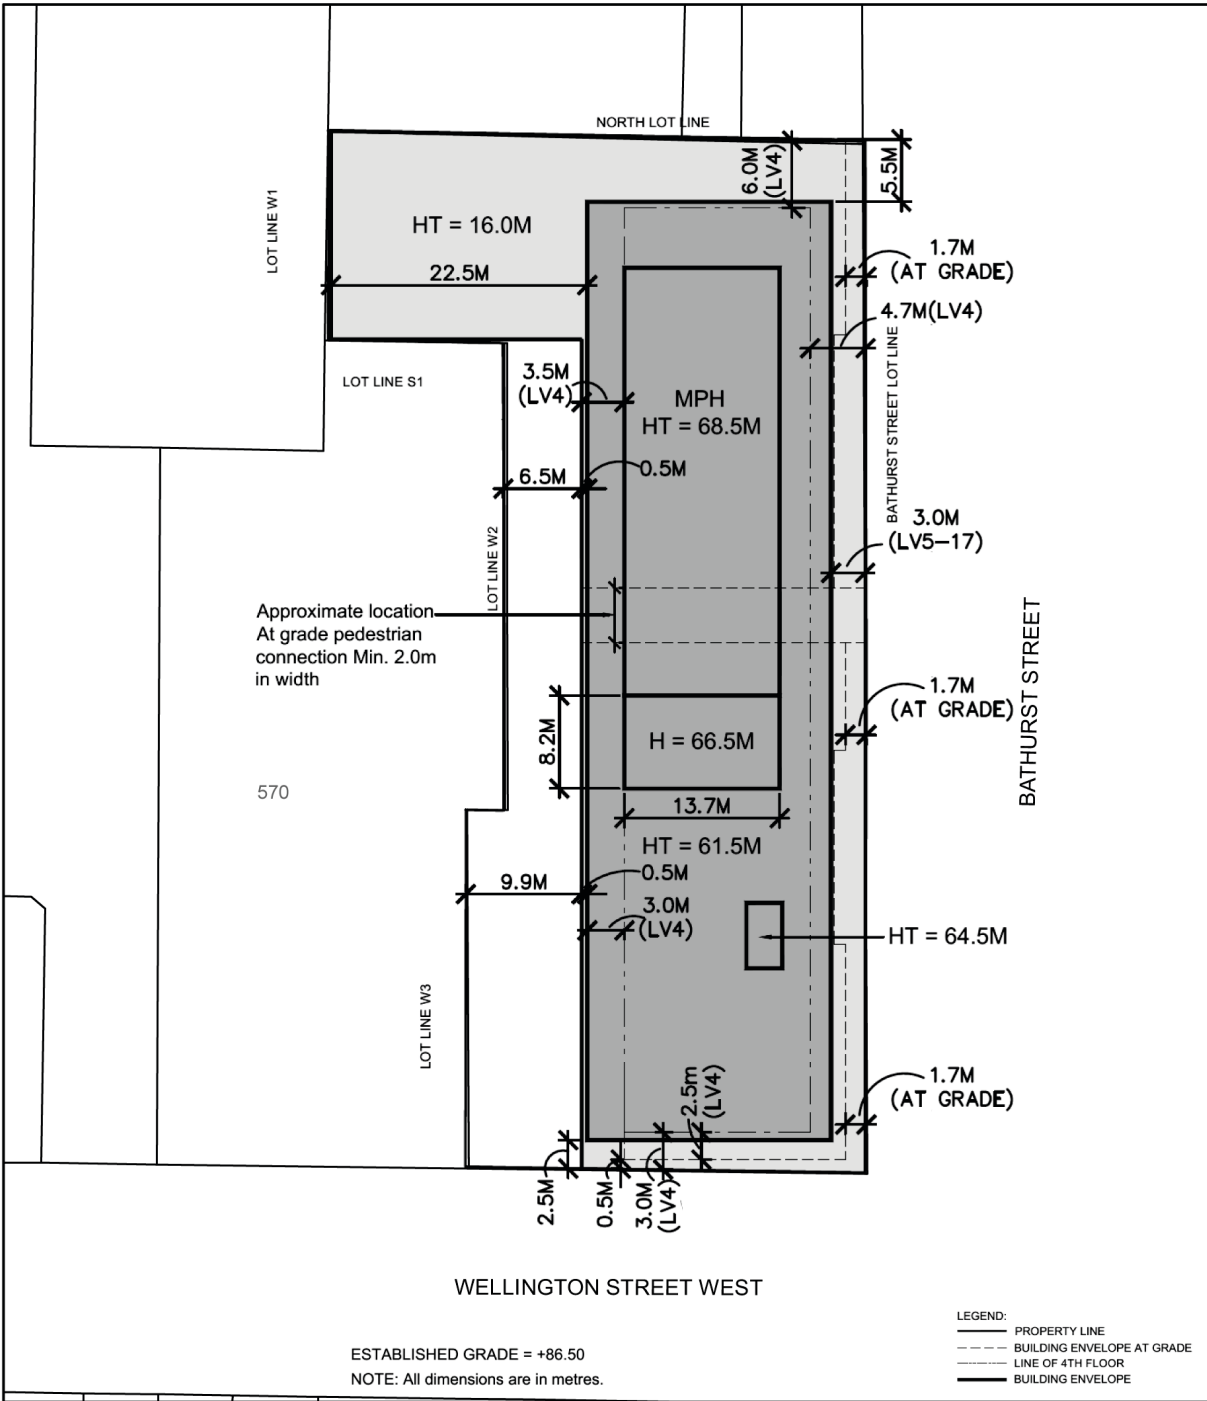 NORTH LOT LINE
6.0M
(LV4)
5.5M
LOT LINE W1
HT = 16.0M
1.7M
(AT GRADE)
22.5M
4.7M(LV4)
BATHURST STREET LOT LINE
LOT LINE S1
3.5M
(LV4)
MPH
HT = 68.5M
6.5M
0.5M
3.0M
(LV5-17)
LOT LINE W2
Approximate location
At grade pedestrian
connection Min. 2.0m
in width
BATHURST STREET
1.7M
(AT GRADE)
8.2M
H = 66.5M
570
13.7M
HT = 61.5M
0.5M
9.9M
3.0M
(LV4)
HT = 64.5M
LOT LINE W3
2.5m
(LV4)
1.7M
(AT GRADE)
2.5M
0.5M
3.0M
(LV4)
WELLINGTON STREET WEST
ESTABLISHED GRADE = +86.50
NOTE: All dimensions are in metres.
LEGEND:
PROPERTY LINE
BUILDING ENVELOPE AT GRADE
LINE OF 4TH FLOOR
BUILDING ENVELOPE